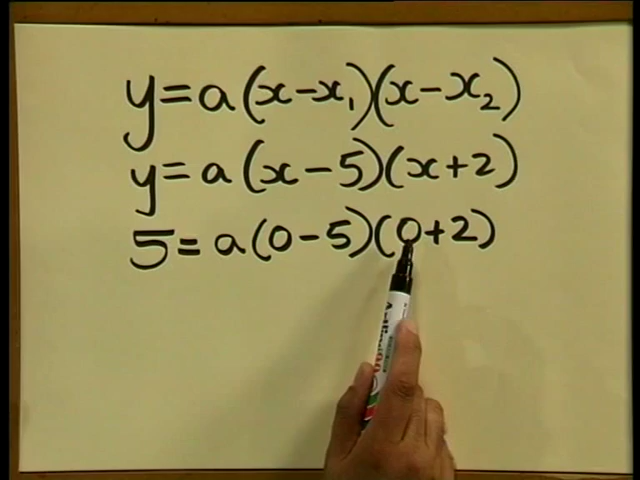 y=a(x-x₁)(x-x₂)
y=a(x-5)(x+2)
5=a(0-5)(0+2)